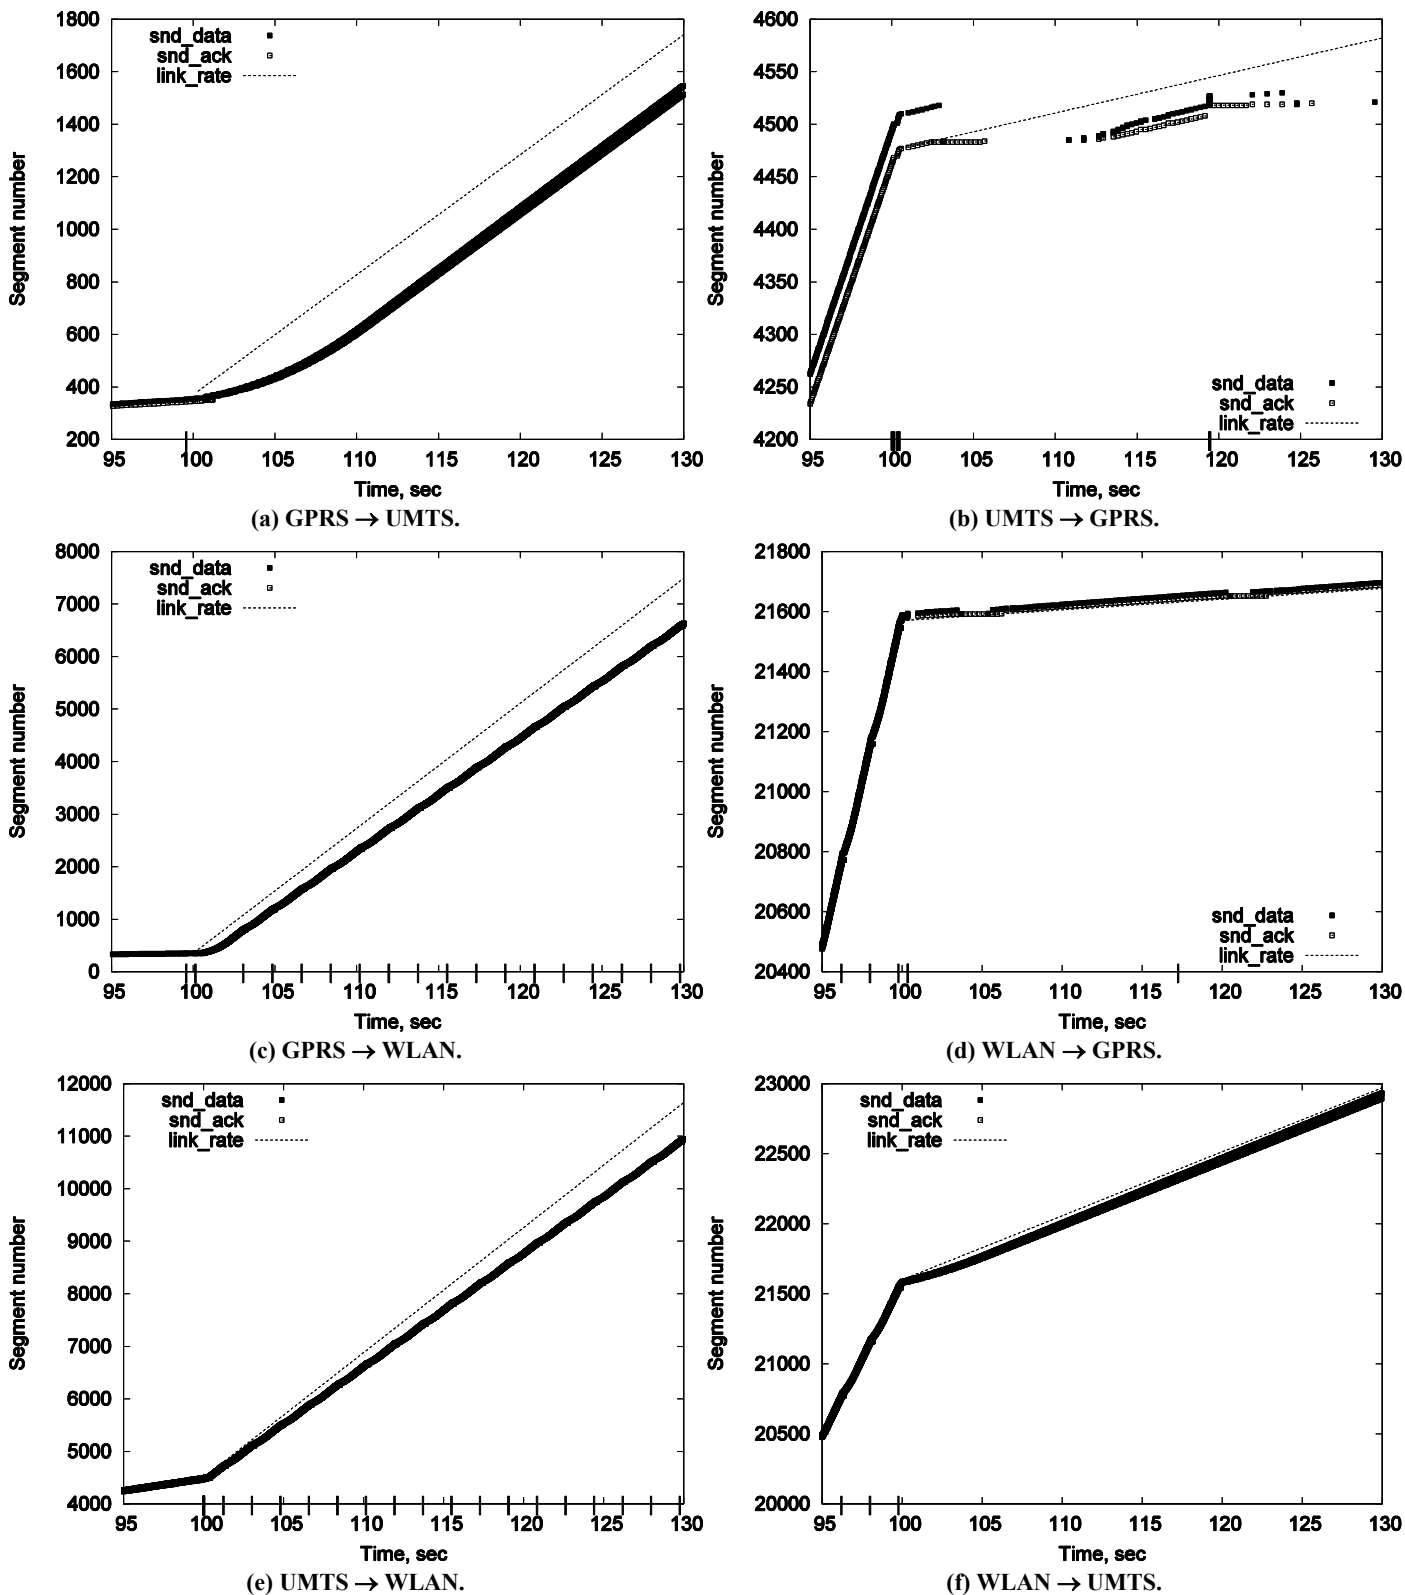 1800
1600
1400
1200
1000
800
600
400
200
Segment number
snd_data
snd_ack
link_rate
95 100 105 110 115 120 125 130
Time, sec
(a) GPRS → UMTS.
4600
4550
4500
4450
4400
4350
4300
4250
4200
Segment number
snd_data
snd_ack
link_rate
95 100 105 110 115 120 125 130
Time, sec
(b) UMTS → GPRS.
8000
7000
6000
5000
4000
3000
2000
1000
0
Segment number
snd_data
snd_ack
link_rate
95 100 105 110 115 120 125 130
Time, sec
(c) GPRS → WLAN.
21800
21600
21400
21200
21000
20800
20600
20400
Segment number
snd_data
snd_ack
link_rate
95 100 105 110 115 120 125 130
Time, sec
(d) WLAN → GPRS.
12000
11000
10000
9000
8000
7000
6000
5000
4000
Segment number
snd_data
snd_ack
link_rate
95 100 105 110 115 120 125 130
Time, sec
(e) UMTS → WLAN.
23000
22500
22000
21500
21000
20500
20000
Segment number
snd_data
snd_ack
link_rate
95 100 105 110 115 120 125 130
Time, sec
(f) WLAN → UMTS.